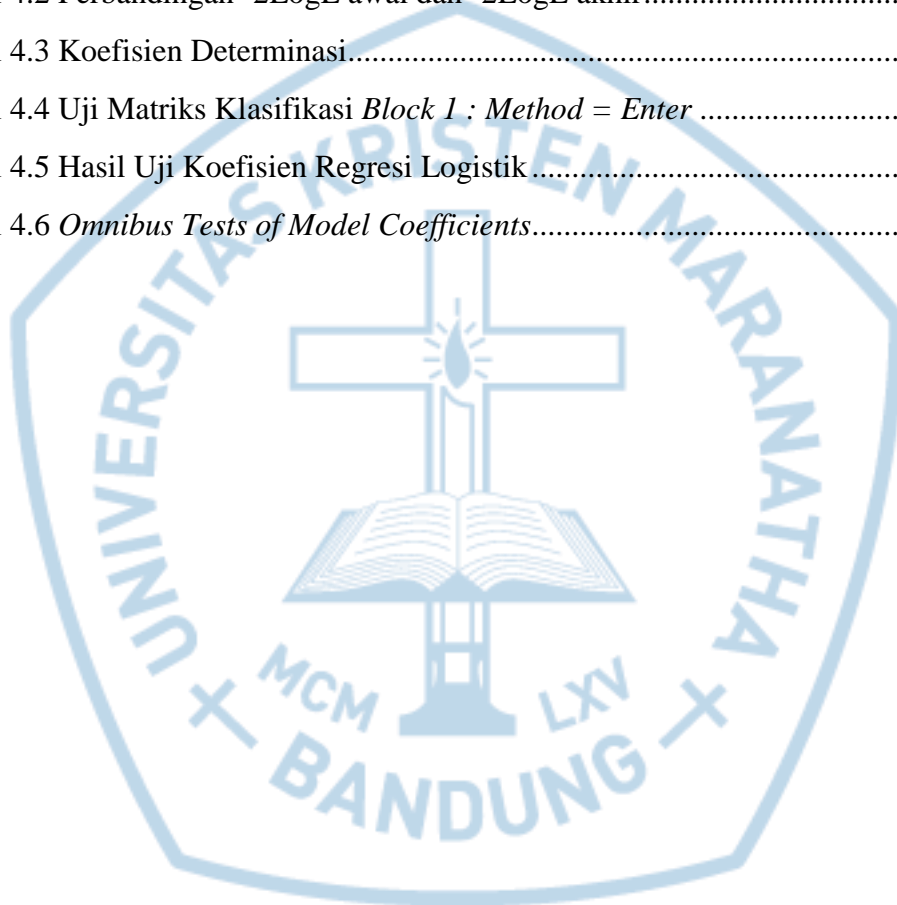 4.2 Perbandingan -2LogL awal dan -2LogL akhir..............................
4.3 Koefisien Determinasi......................................................................
4.4 Uji Matriks Klasifikasi Block 1 : Method = Enter ......................
4.5 Hasil Uji Koefisien Regresi Logistik..............................................
4.6 Omnibus Tests of Model Coefficients..............................................
UNIVERSITAS KRISTEN MARANATHA
MCM LXV
BANDUNG